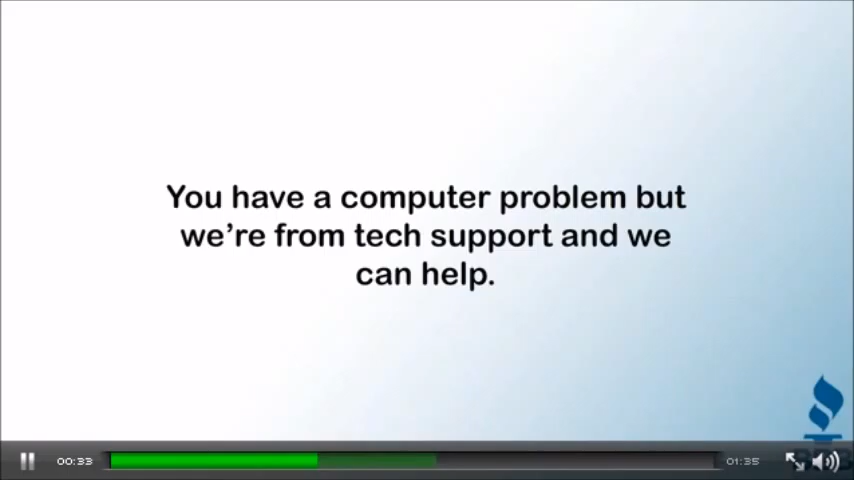 You have a computer problem but
we're from tech support and we
can help.
00:33
01:35